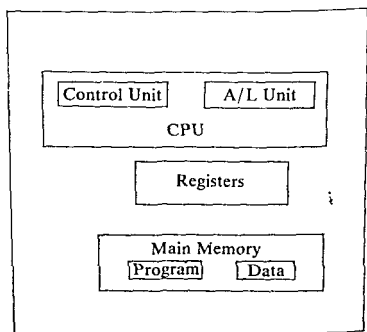 Control Unit A/L Unit
CPU
Registers
Main Memory
Program Data